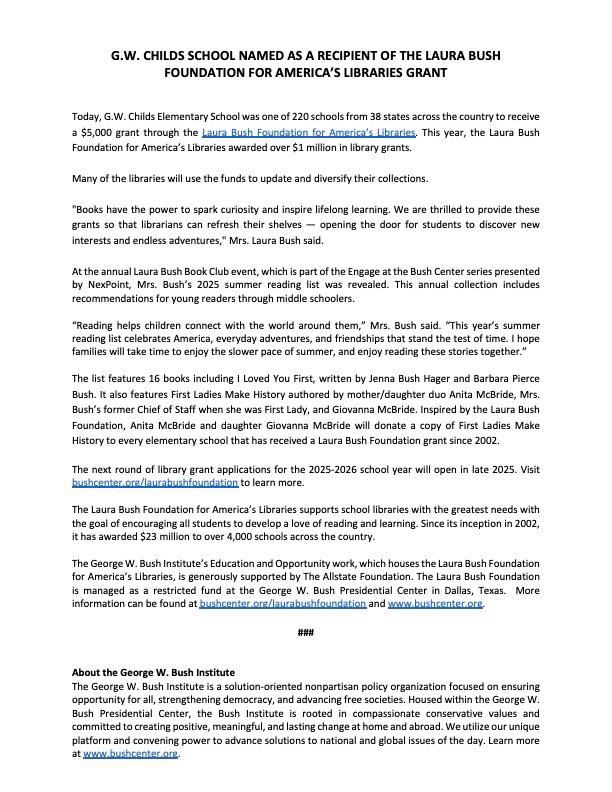 G.W. CHILDS SCHOOL NAMED AS A RECIPIENT OF THE LAURA BUSH
FOUNDATION FOR AMERICA’S LIBRARIES GRANT
Today, G.W. Childs Elementary School was one of 220 schools from 38 states across the country to receive
a $5,000 grant through the Laura Bush Foundation for America’s Libraries. This year, the Laura Bush
Foundation for America’s Libraries awarded over $1 million in library grants.
Many of the libraries will use the funds to update and diversify their collections.
"Books have the power to spark curiosity and inspire lifelong learning. We are thrilled to provide these
grants so that librarians can refresh their shelves — opening the door for students to discover new
interests and endless adventures," Mrs. Laura Bush said.
At the annual Laura Bush Book Club event, which is part of the Engage at the Bush Center series presented
by NexPoint, Mrs. Bush’s 2025 summer reading list was revealed. This annual collection includes
recommendations for young readers through middle schoolers.
“Reading helps children connect with the world around them,” Mrs. Bush said. “This year’s summer
reading list celebrates America, everyday adventures, and friendships that stand the test of time. I hope
families will take time to enjoy the slower pace of summer, and enjoy reading these stories together.”
The list features 16 books including I Loved You First, written by Jenna Bush Hager and Barbara Pierce
Bush. It also features First Ladies Make History authored by mother/daughter duo Anita McBride, Mrs.
Bush’s former Chief of Staff when she was First Lady, and Giovanna McBride. Inspired by the Laura Bush
Foundation, Anita McBride and daughter Giovanna McBride will donate a copy of First Ladies Make
History to every elementary school that has received a Laura Bush Foundation grant since 2002.
The next round of library grant applications for the 2025-2026 school year will open in late 2025. Visit
bushcenter.org/laurabushfoundation to learn more.
The Laura Bush Foundation for America’s Libraries supports school libraries with the greatest needs with
the goal of encouraging all students to develop a love of reading and learning. Since its inception in 2002,
it has awarded $23 million to over 4,000 schools across the country.
The George W. Bush Institute’s Education and Opportunity work, which houses the Laura Bush Foundation
for America’s Libraries, is generously supported by The Allstate Foundation. The Laura Bush Foundation
is managed as a restricted fund at the George W. Bush Presidential Center in Dallas, Texas. More
information can be found at bushcenter.org/laurabushfoundation and www.bushcenter.org.
###
About the George W. Bush Institute
The George W. Bush Institute is a solution-oriented nonpartisan policy organization focused on ensuring
opportunity for all, strengthening democracy, and advancing free societies. Housed within the George W.
Bush Presidential Center, the Bush Institute is rooted in compassionate conservative values and
committed to creating positive, meaningful, and lasting change at home and abroad. We utilize our unique
platform and convening power to advance solutions to national and global issues of the day. Learn more
at www.bushcenter.org.